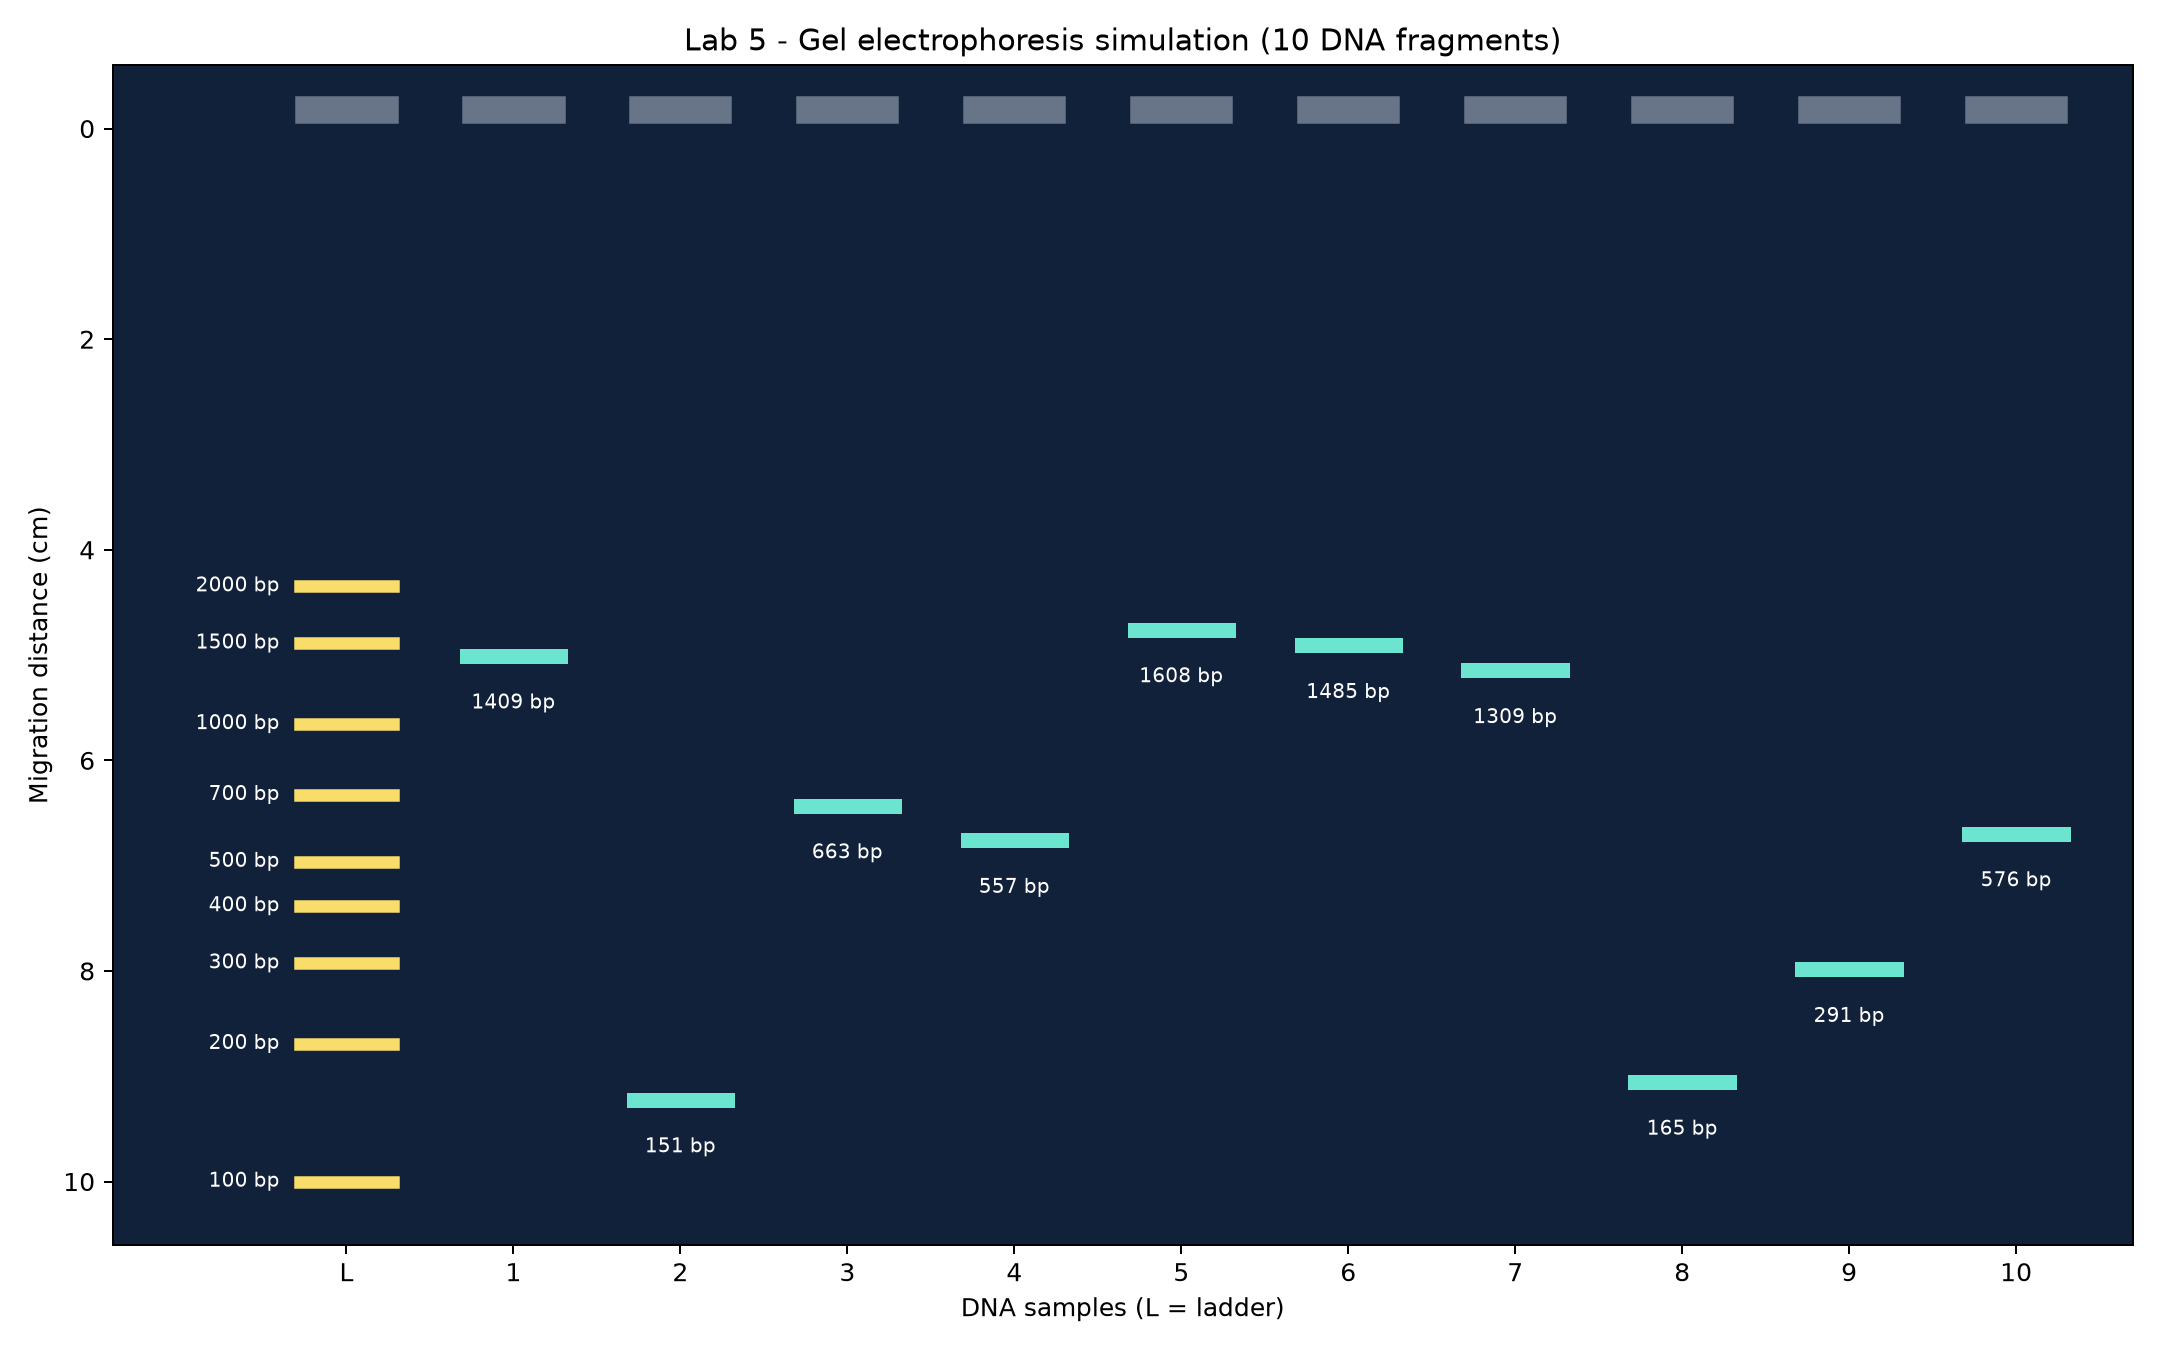 Lab 5 - Gel electrophoresis simulation (10 DNA fragments)
Migration distance (cm)
0
2
4
6
8
10
2000 bp
1500 bp
1000 bp
700 bp
500 bp
400 bp
300 bp
200 bp
100 bp
1409 bp
151 bp
663 bp
557 bp
1608 bp
1485 bp
1309 bp
165 bp
291 bp
576 bp
L 1 2 3 4 5 6 7 8 9 10
DNA samples (L = ladder)